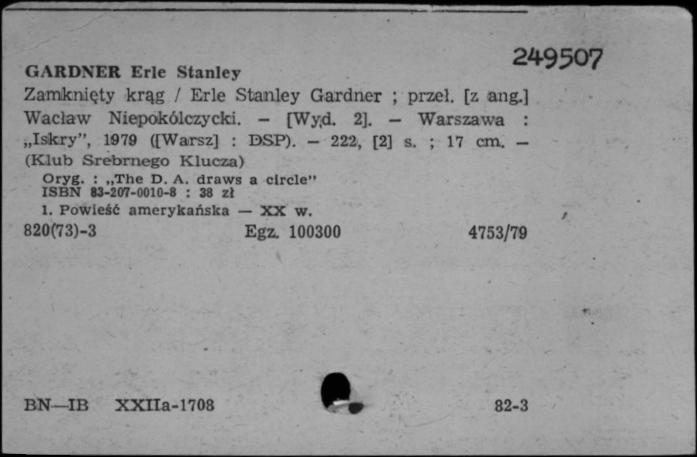 249507
GARDNER Erle Stanley
Zamknięty krąg / Erle Stanley Gardner ; przeł. [z ang.]
Wacław Niepokólczycki. — [Wyd. 2]. — Warszawa :
„Iskry”, 1979 ([Warsz] : DSP). — 222, [2] s. ; 17 cm. —
(Klub Srebrnego Klucza)
Oryg. : „The D. A. draws a circle”
ISBN 83-207-0010-8 : 38 zł
1. Powieść amerykańska — XX w.
820(73)-3 Egz. 100300 4753/79
BN—IB XXIIa-1708 82-3